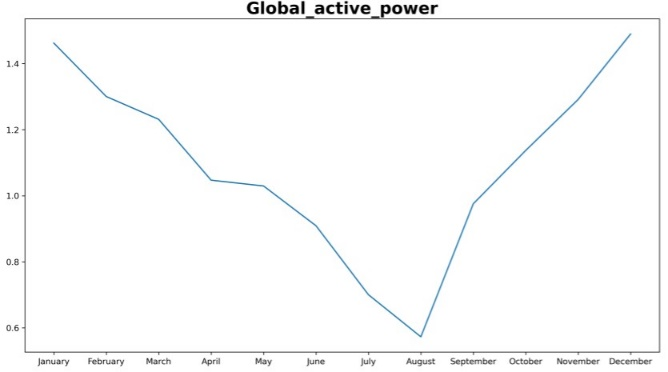 Global_active_power
1.4
1.2
1.0
0.8
0.6
January February March April May June July August September October November December